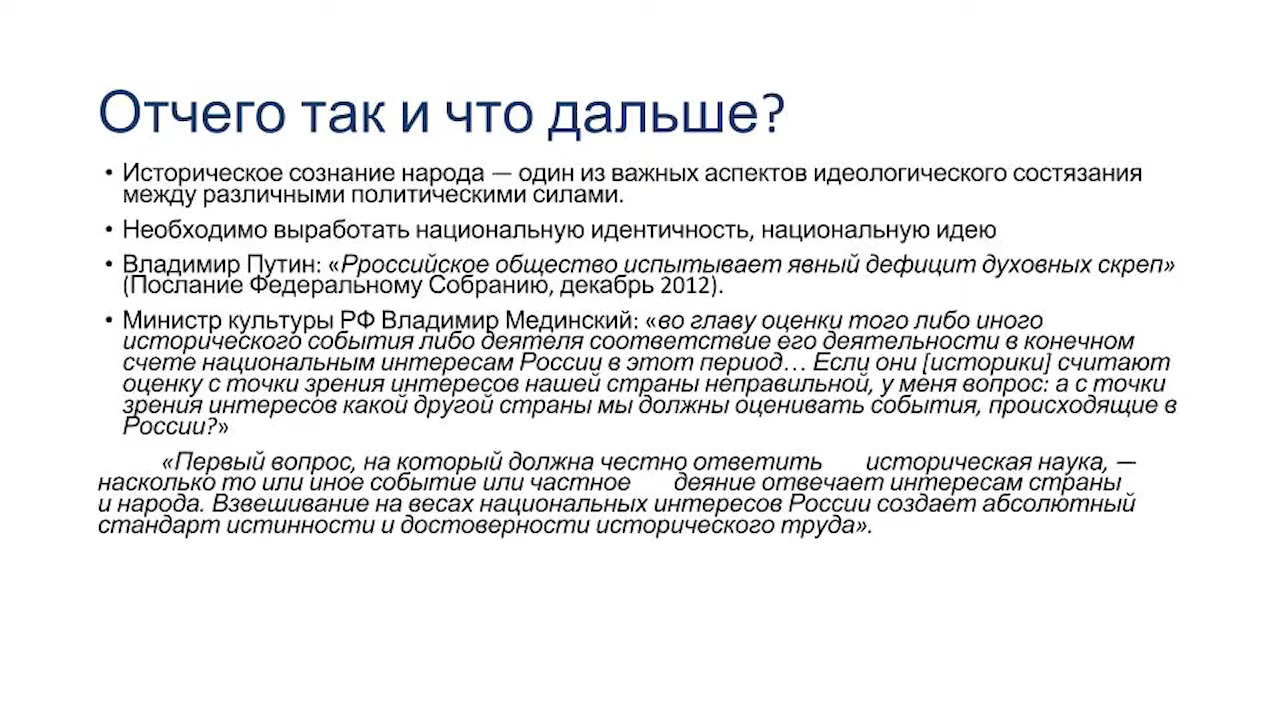 Отчего так и что дальше?
• Историческое сознание народа — один из важных аспектов идеологического состязания
между различными политическими силами.
• Необходимо выработать национальную идентичность, национальную идею
• Владимир Путин: «Рроссийское общество испытывает явный дефицит духовных скреп»
(Послание Федеральному Собранию, декабрь 2012).
• Министр культуры РФ Владимир Мединский: «во главу оценки того либо иного
исторического события либо деятеля соответствие его деятельности в конечном
счете национальным интересам России в этот период… Если они [историки] считают
оценку с точки зрения интересов нашей страны неправильной, у меня вопрос: а с точки
зрения интересов какой другой страны мы должны оценивать события, происходящие в
России?»
«Первый вопрос, на который должна честно ответить историческая наука, —
насколько то или иное событие или частное деяние отвечает интересам страны
и народа. Взвешивание на весах национальных интересов России создает абсолютный
стандарт истинности и достоверности исторического труда».